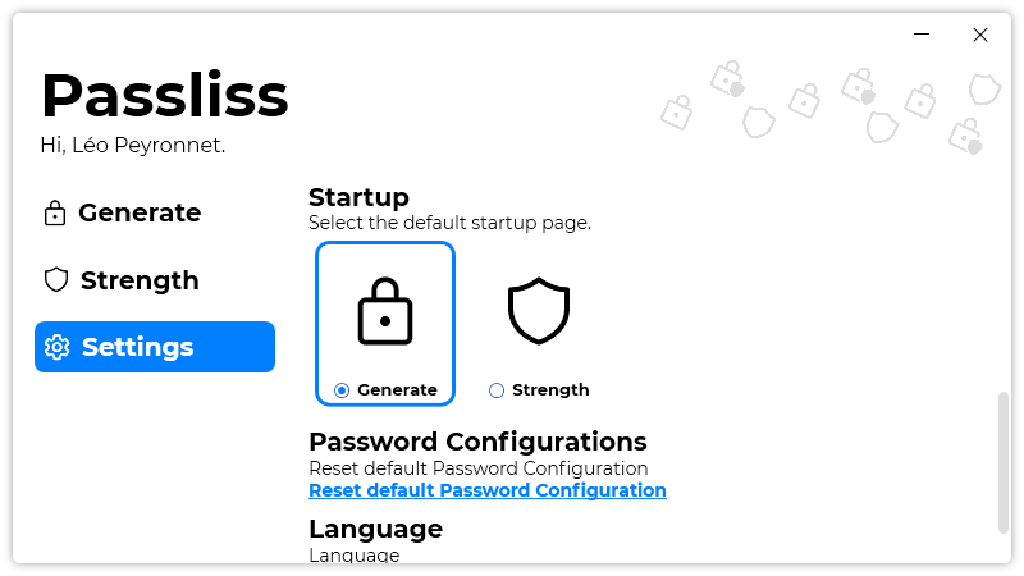 Passliss
Hi, Léo Peyronnet.
Generate
Strength
Settings
Startup
Select the default startup page.
Generate
Strength
Password Configurations
Reset default Password Configuration
Reset default Password Configuration
Language
Language